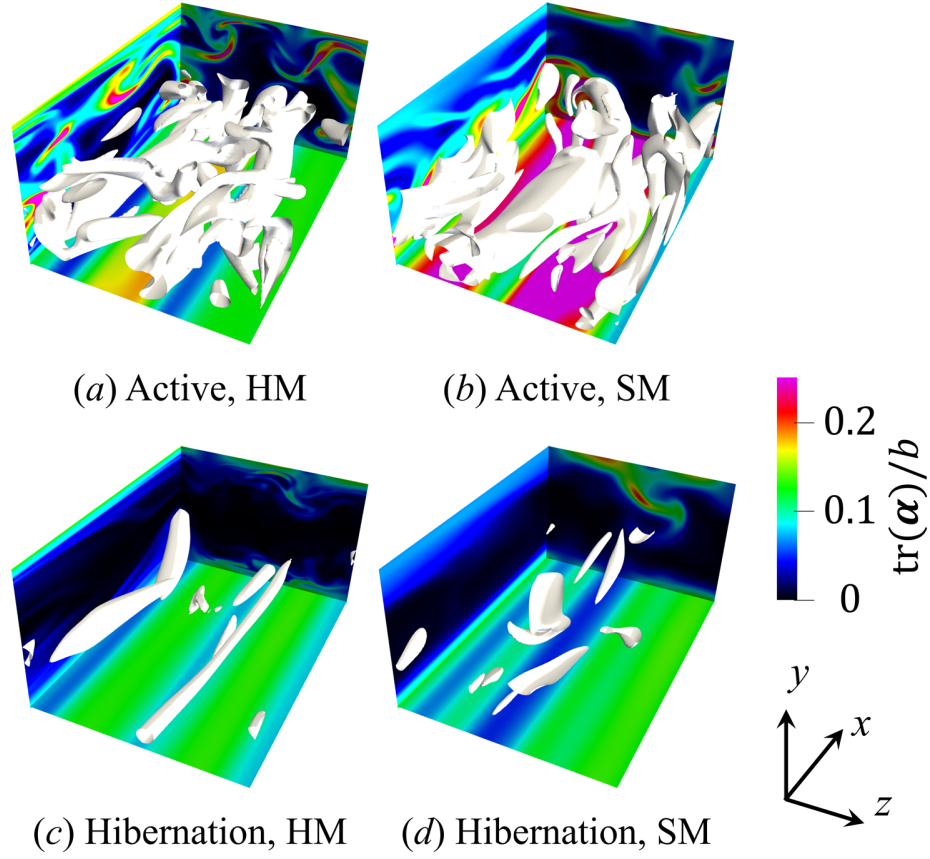 (a) Active, HM
(b) Active, SM
0.2
0.1
0
tr(α)/b
(c) Hibernation, HM
(d) Hibernation, SM
y
x
z